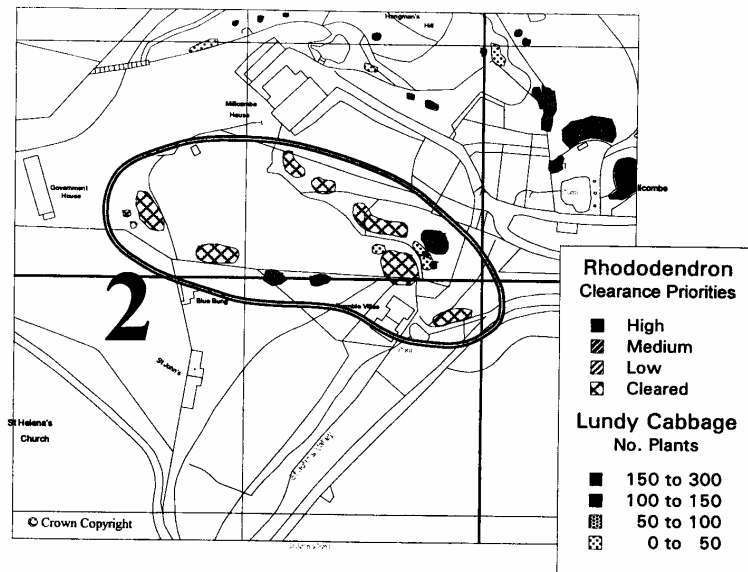 Hangman's
Hill
Millcombe
House
Government
House
2
Blue Bung
St John's
St Helena's
Church
© Crown Copyright
Rhododendron
Clearance Priorities
High
Medium
Low
Cleared
Lundy Cabbage
No. Plants
150 to 300
100 to 150
50 to 100
0 to 50